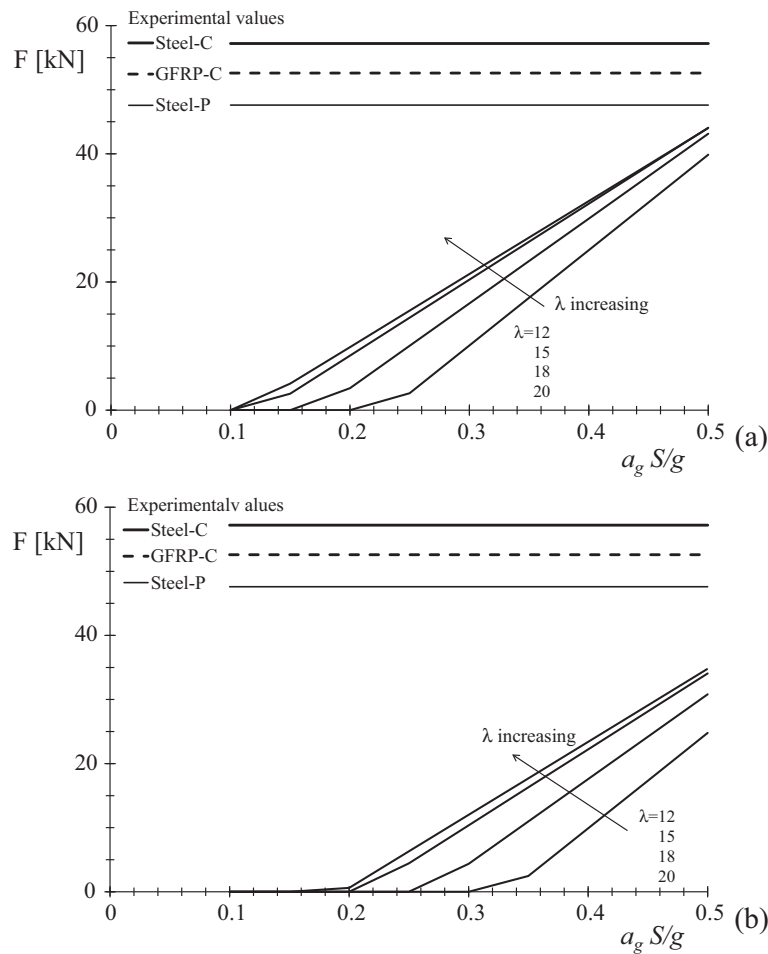 Experimental values
60
F [kN]
Steel-C
GFRP-C
Steel-P
40
20
λ increasing
λ=12
15
18
20
0
0
0.1
0.2
0.3
0.4
0.5
(a)
a_g S/g
Experimentalv alues
60
F [kN]
Steel-C
GFRP-C
Steel-P
40
20
λ increasing
λ=12
15
18
20
0
0
0.1
0.2
0.3
0.4
0.5
(b)
a_g S/g